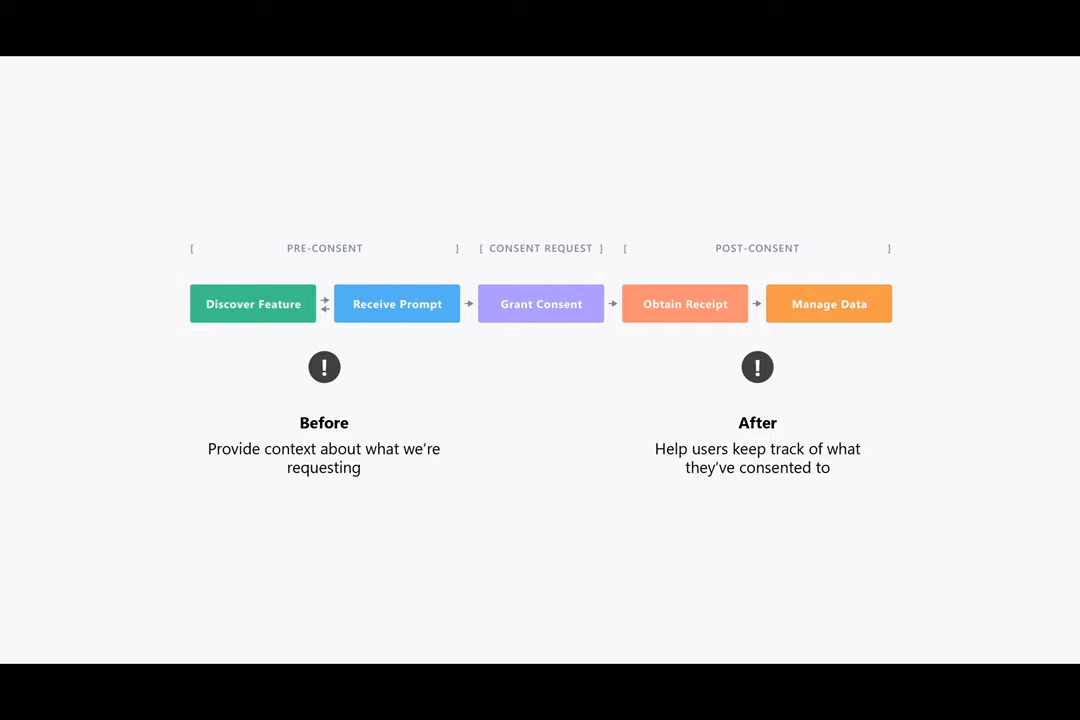 [ PRE-CONSENT ] [ CONSENT REQUEST ] [ POST-CONSENT ]
Discover Feature Receive Prompt Grant Consent Obtain Receipt Manage Data
!
Before
Provide context about what we're
requesting
!
After
Help users keep track of what
they've consented to